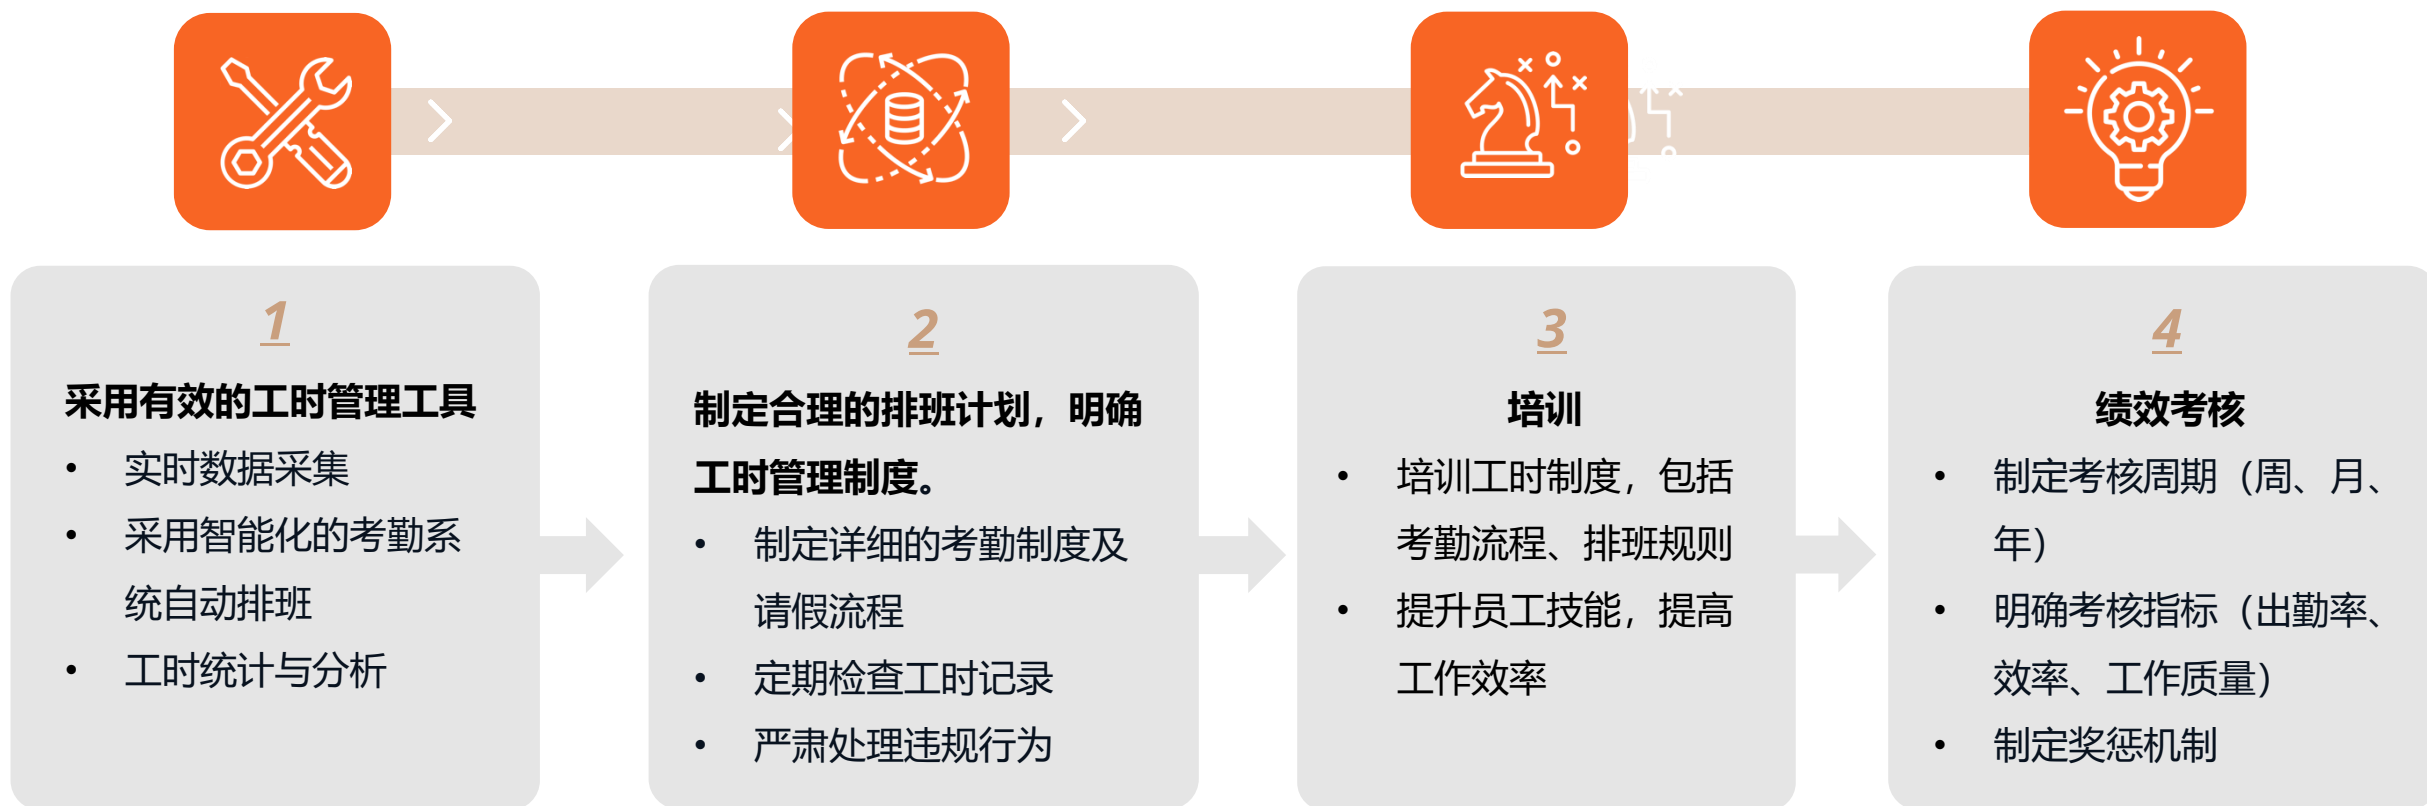 1
采用有效的工时管理工具
• 实时数据采集
• 采用智能化的考勤系
统自动排班
• 工时统计与分析
2
制定合理的排班计划，明确
工时管理制度。
• 制定详细的考勤制度及
请假流程
• 定期检查工时记录
• 严肃处理违规行为
3
培训
• 培训工时制度，包括
考勤流程、排班规则
• 提升员工技能，提高
工作效率
4
绩效考核
• 制定考核周期（周、月、
年）
• 明确考核指标（出勤率、
效率、工作质量）
• 制定奖惩机制